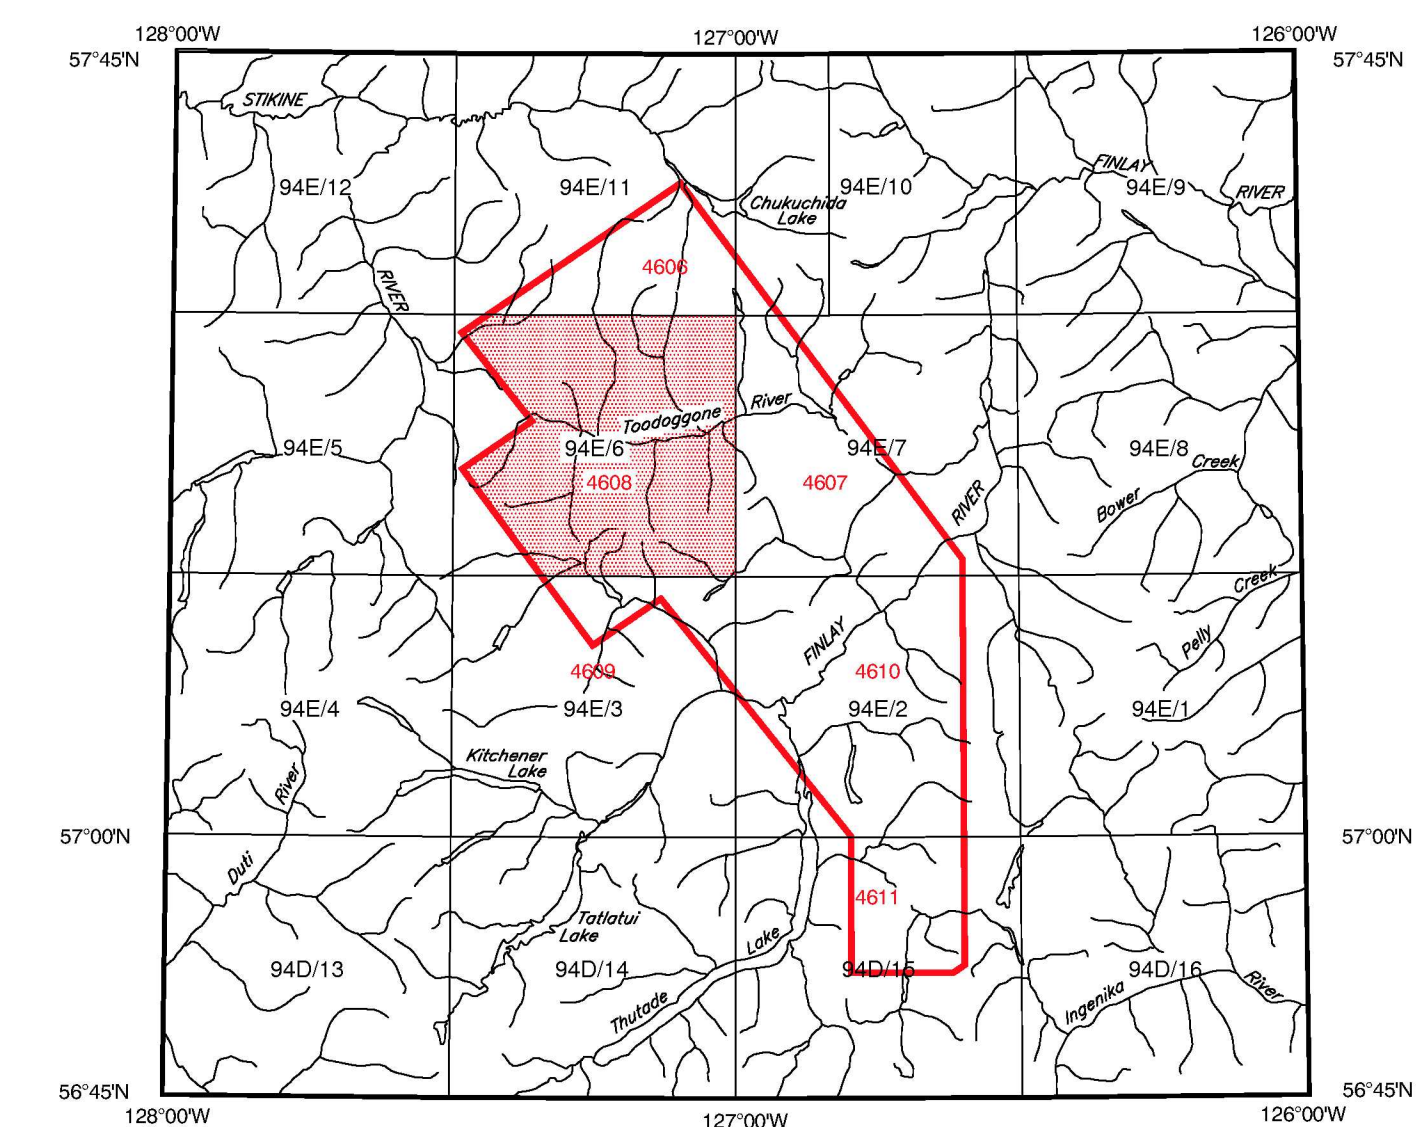 128°00'W 127°00'W 126°00'W
57°45'N 57°45'N
STIKINE
FINLAY
94E/12 94E/11 94E/10 94E/9 RIVER
Chukuchida
Lake
4606
RIVER
River
Toodoggone
94E/5 94E/6 94E/7 94E/8
Creek
4608 4607
Bower
RIVER
Creek
FINLAY
Pelly
4609 4610
94E/4 94E/3 94E/2 94E/1
Kitchener
Lake
River
57°00'N 57°00'N
Duti
4611
Tatlatui
Lake
Lake
94D/13 94D/14 94D/15 94D/16
River
Ingenika
Thutade
56°45'N 56°45'N
128°00'W 127°00'W 126°00'W